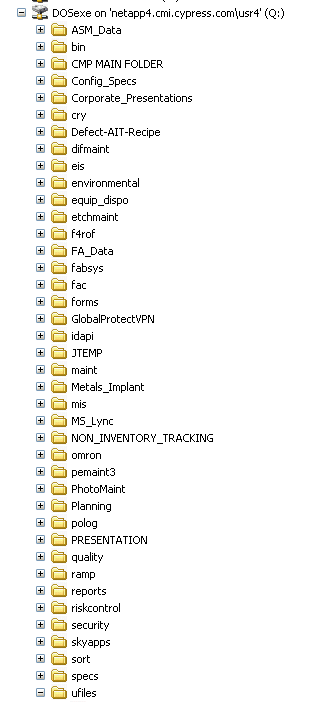 DOSexe on 'netapp4.cmi.cypress.com\usr4' (Q:)
ASM_Data
bin
CMP MAIN FOLDER
Config_Specs
Corporate_Presentations
cry
Defect-AIT-Recipe
difmaint
eis
environmental
equip_dispo
etchmaint
f4rof
FA_Data
fabsys
fac
forms
GlobalProtectVPN
idapi
JTEMP
maint
Metals_Implant
mis
MS_Lync
NON_INVENTORY_TRACKING
omron
pemaint3
PhotoMaint
Planning
polog
PRESENTATION
quality
ramp
reports
riskcontrol
security
skyapps
sort
specs
ufiles